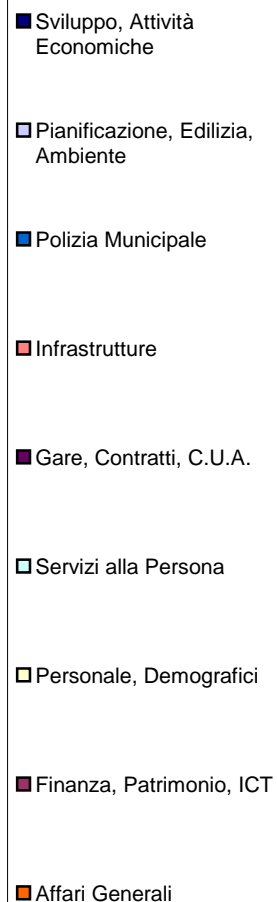 Sviluppo, Attività
Economiche
Pianificazione, Edilizia,
Ambiente
Polizia Municipale
Infrastrutture
Gare, Contratti, C.U.A.
Servizi alla Persona
Personale, Demografici
Finanza, Patrimonio, ICT
Affari Generali